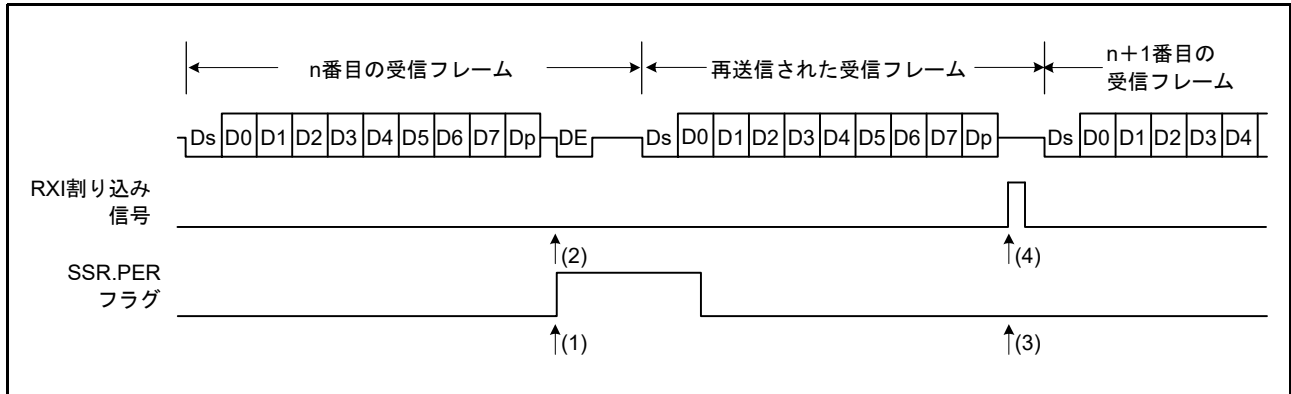 n番目の受信フレーム
再送信された受信フレーム
n+1番目の
受信フレーム
Ds D0 D1 D2 D3 D4 D5 D6 D7 Dp DE Ds D0 D1 D2 D3 D4 D5 D6 D7 Dp Ds D0 D1 D2 D3 D4
RXI割り込み
信号
(2) (4)
SSR.PER
フラグ
(1) (3)